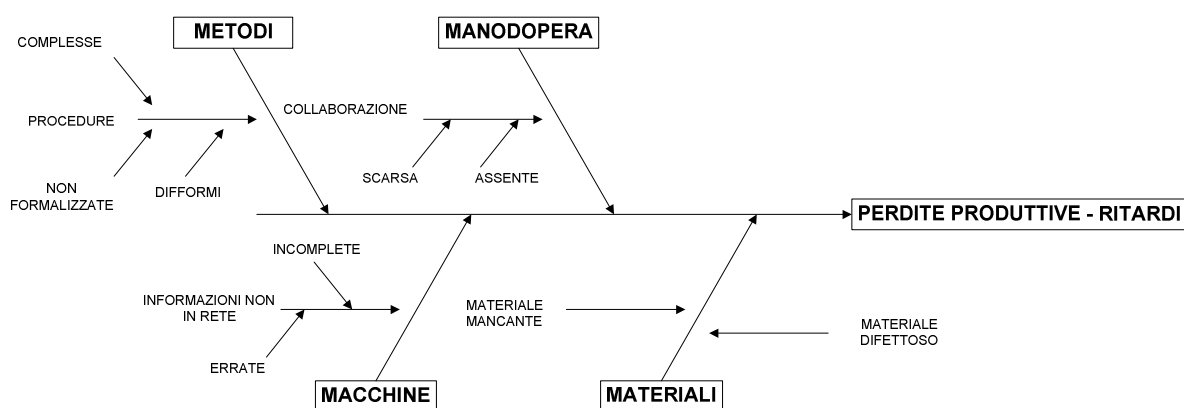 METODI
MANODOPERA
COMPLESSE
PROCEDURE
COLLABORAZIONE
NON
FORMALIZZATE
DIFFORMI
SCARSA
ASSENTE
PERDITE PRODUTTIVE - RITARDI
INCOMPLETE
INFORMAZIONI NON
IN RETE
ERRATE
MATERIALE
MANCANTE
MATERIALE
DIFETTOSO
MACCHINE
MATERIALI